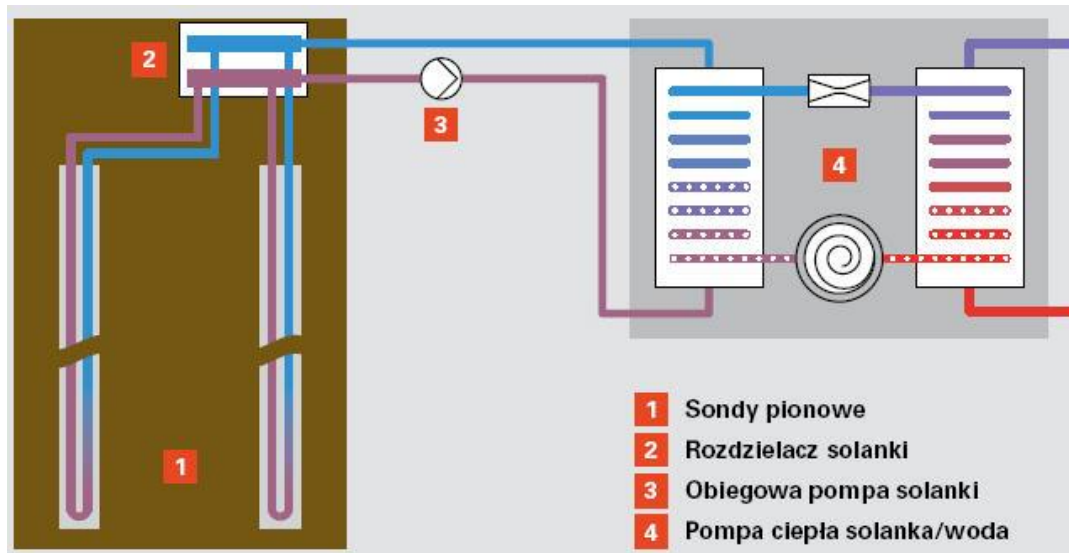 2
3
4
1
1 Sondy pionowe
2 Rozdzielacz solanki
3 Obiegowa pompa solanki
4 Pompa ciepła solanka/woda